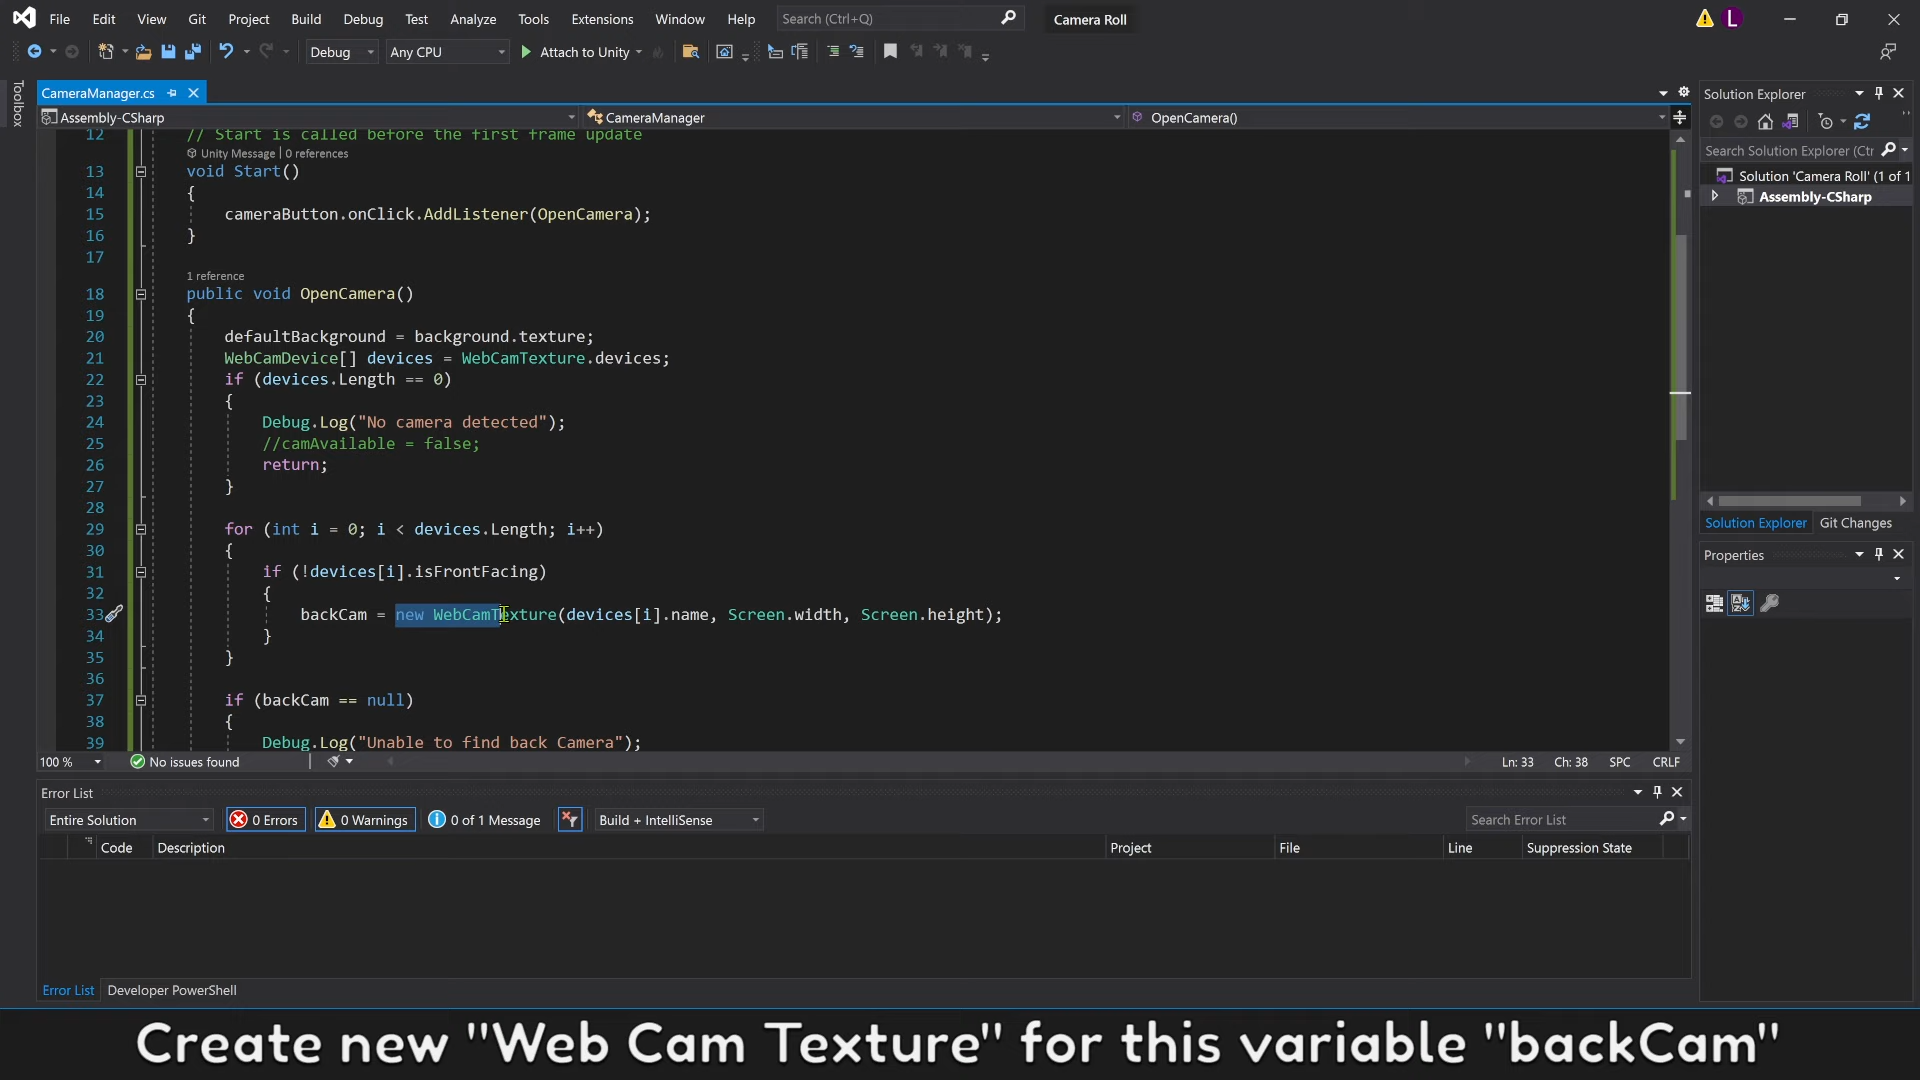 File Edit View Git Project Build Debug Test Analyze Tools Extensions Window Help Search (Ctrl+Q) Camera Roll L
Debug Any CPU Attach to Unity
Toolbox
CameraManager.cs
Assembly-CSharp CameraManager OpenCamera()
12 // Start is called before the first frame update
Unity Message | 0 references
13 void Start()
14 {
15 cameraButton.onClick.AddListener(OpenCamera);
16 }
17
1 reference
18 public void OpenCamera()
19 {
20 defaultBackground = background.texture;
21 WebCamDevice[] devices = WebCamTexture.devices;
22 if (devices.Length == 0)
23 {
24 Debug.Log("No camera detected");
25 //camAvailable = false;
26 return;
27 }
28
29 for (int i = 0; i < devices.Length; i++)
30 {
31 if (!devices[i].isFrontFacing)
32 {
33 backCam = new WebCamTexture(devices[i].name, Screen.width, Screen.height);
34 }
35 }
36
37 if (backCam == null)
38 {
39 Debug.Log("Unable to find back Camera");
100 % No issues found Ln: 33 Ch: 38 SPC CRLF
Solution Explorer
Search Solution Explorer (Ctr
Solution 'Camera Roll' (1 of 1
Assembly-CSharp
Solution Explorer Git Changes
Properties
Error List
Entire Solution 0 Errors 0 Warnings 0 of 1 Message Build + IntelliSense Search Error List
Code Description Project File Line Suppression State
Error List Developer PowerShell
Create new "Web Cam Texture" for this variable "backCam"